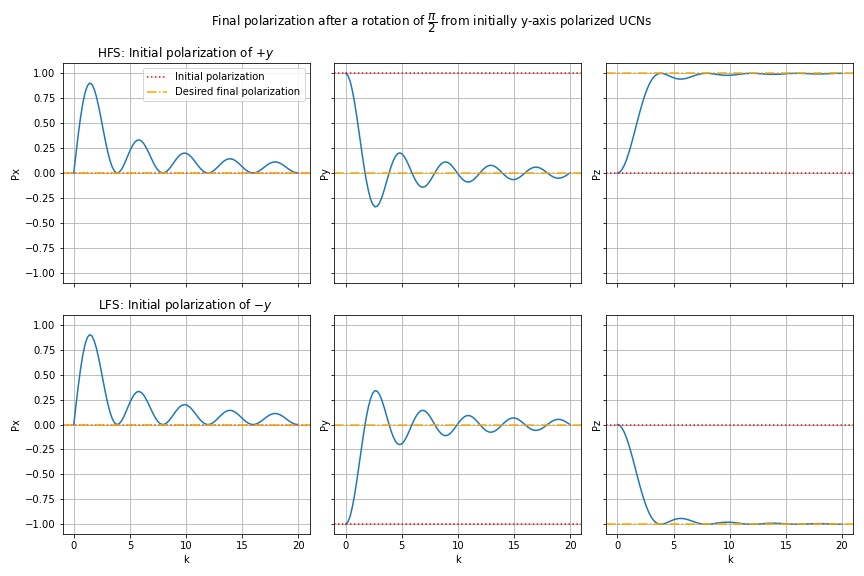 Final polarization after a rotation of π/2 from initially y-axis polarized UCNs
HFS: Initial polarization of +y
Initial polarization
Desired final polarization
Px
1.00
0.75
0.50
0.25
0.00
−0.25
−0.50
−0.75
−1.00
Py
Pz
LFS: Initial polarization of −y
Px
1.00
0.75
0.50
0.25
0.00
−0.25
−0.50
−0.75
−1.00
0 5 10 15 20
k
Py
0 5 10 15 20
k
Pz
0 5 10 15 20
k